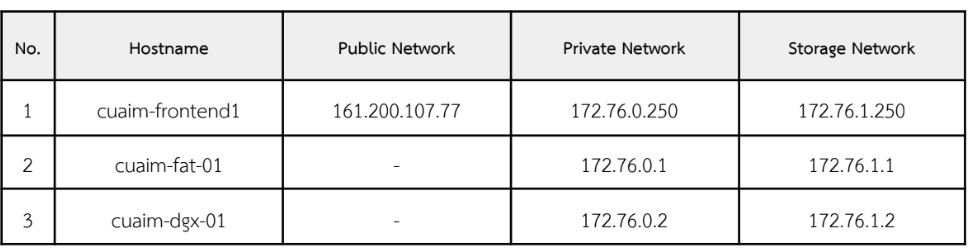 No. Hostname Public Network Private Network Storage Network
1 cuaim-frontend1 161.200.107.77 172.76.0.250 172.76.1.250
2 cuaim-fat-01 - 172.76.0.1 172.76.1.1
3 cuaim-dgx-01 - 172.76.0.2 172.76.1.2